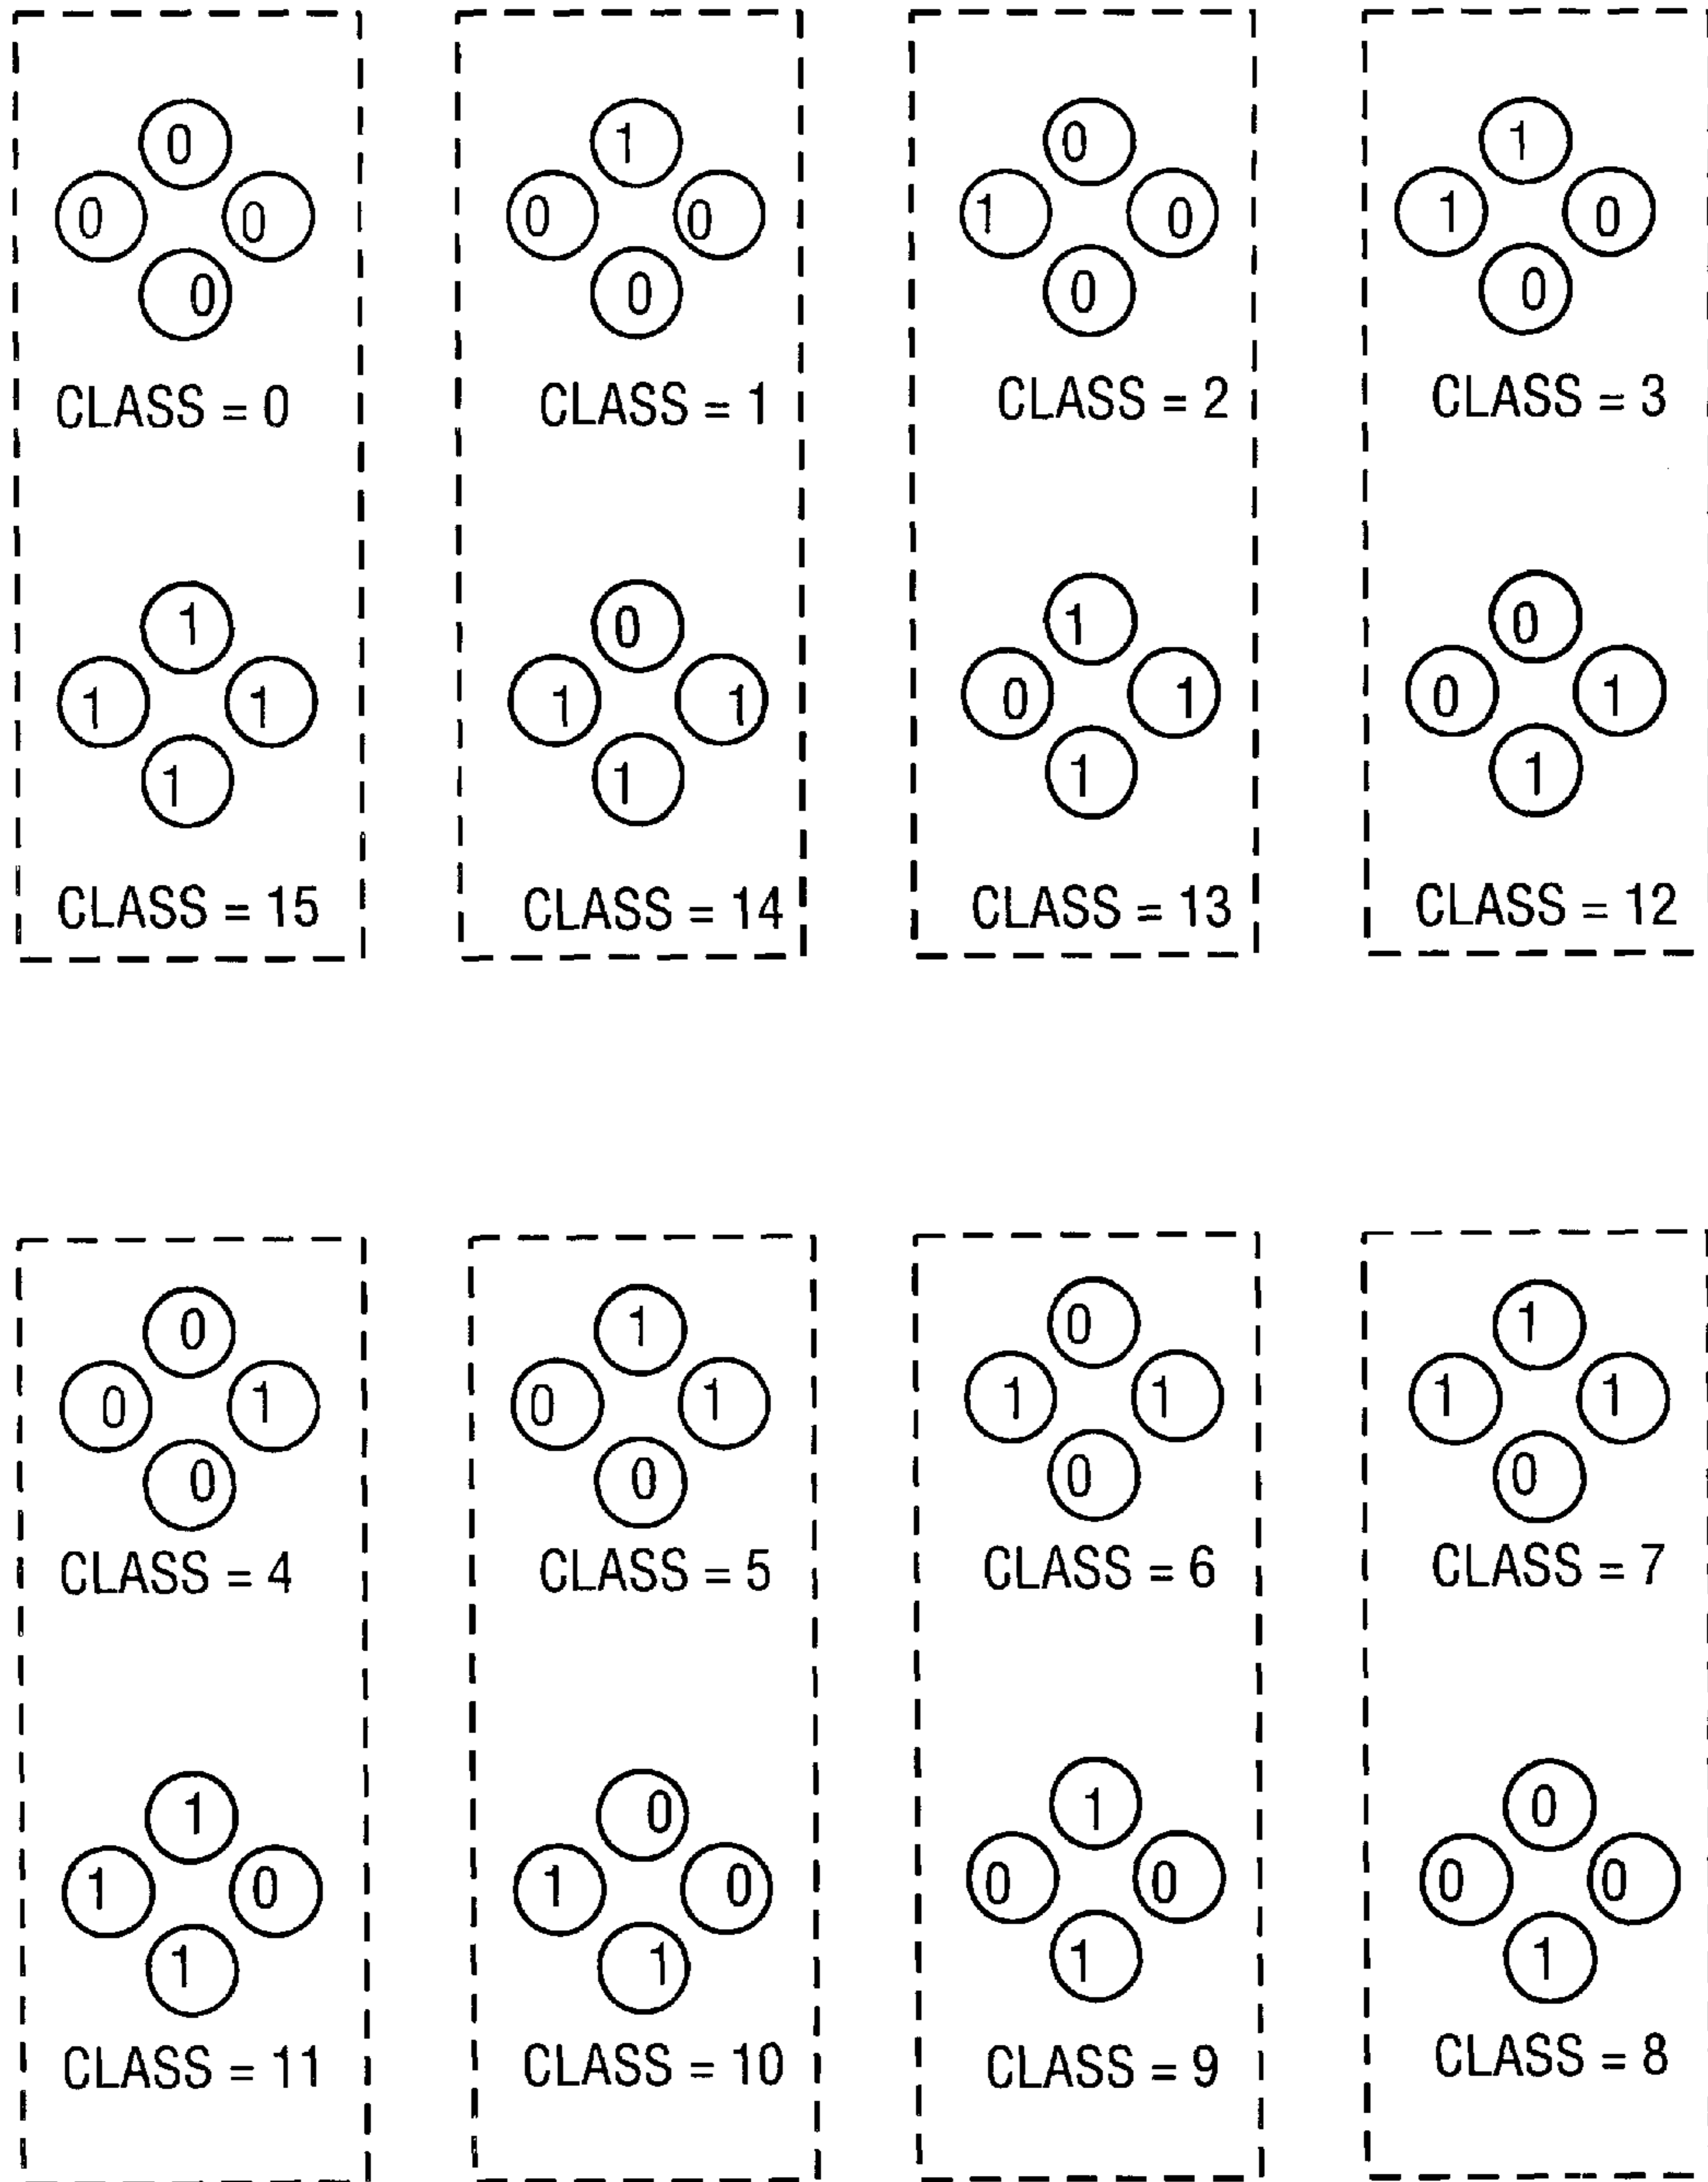 0 1 0 1
0 0 0 0 1 0 1 0
0 0 0 0
CLASS = 0 CLASS = 1 CLASS = 2 CLASS = 3
1 0 1 0
1 1 1 1 0 1 0 1
1 1 1 1
CLASS = 15 CLASS = 14 CLASS = 13 CLASS = 12
0 1 0 1
0 1 0 1 1 1 1 1
0 0 0 0
CLASS = 4 CLASS = 5 CLASS = 6 CLASS = 7
1 0 1 0
1 0 1 0 0 0 0 0
1 1 1 1
CLASS = 11 CLASS = 10 CLASS = 9 CLASS = 8